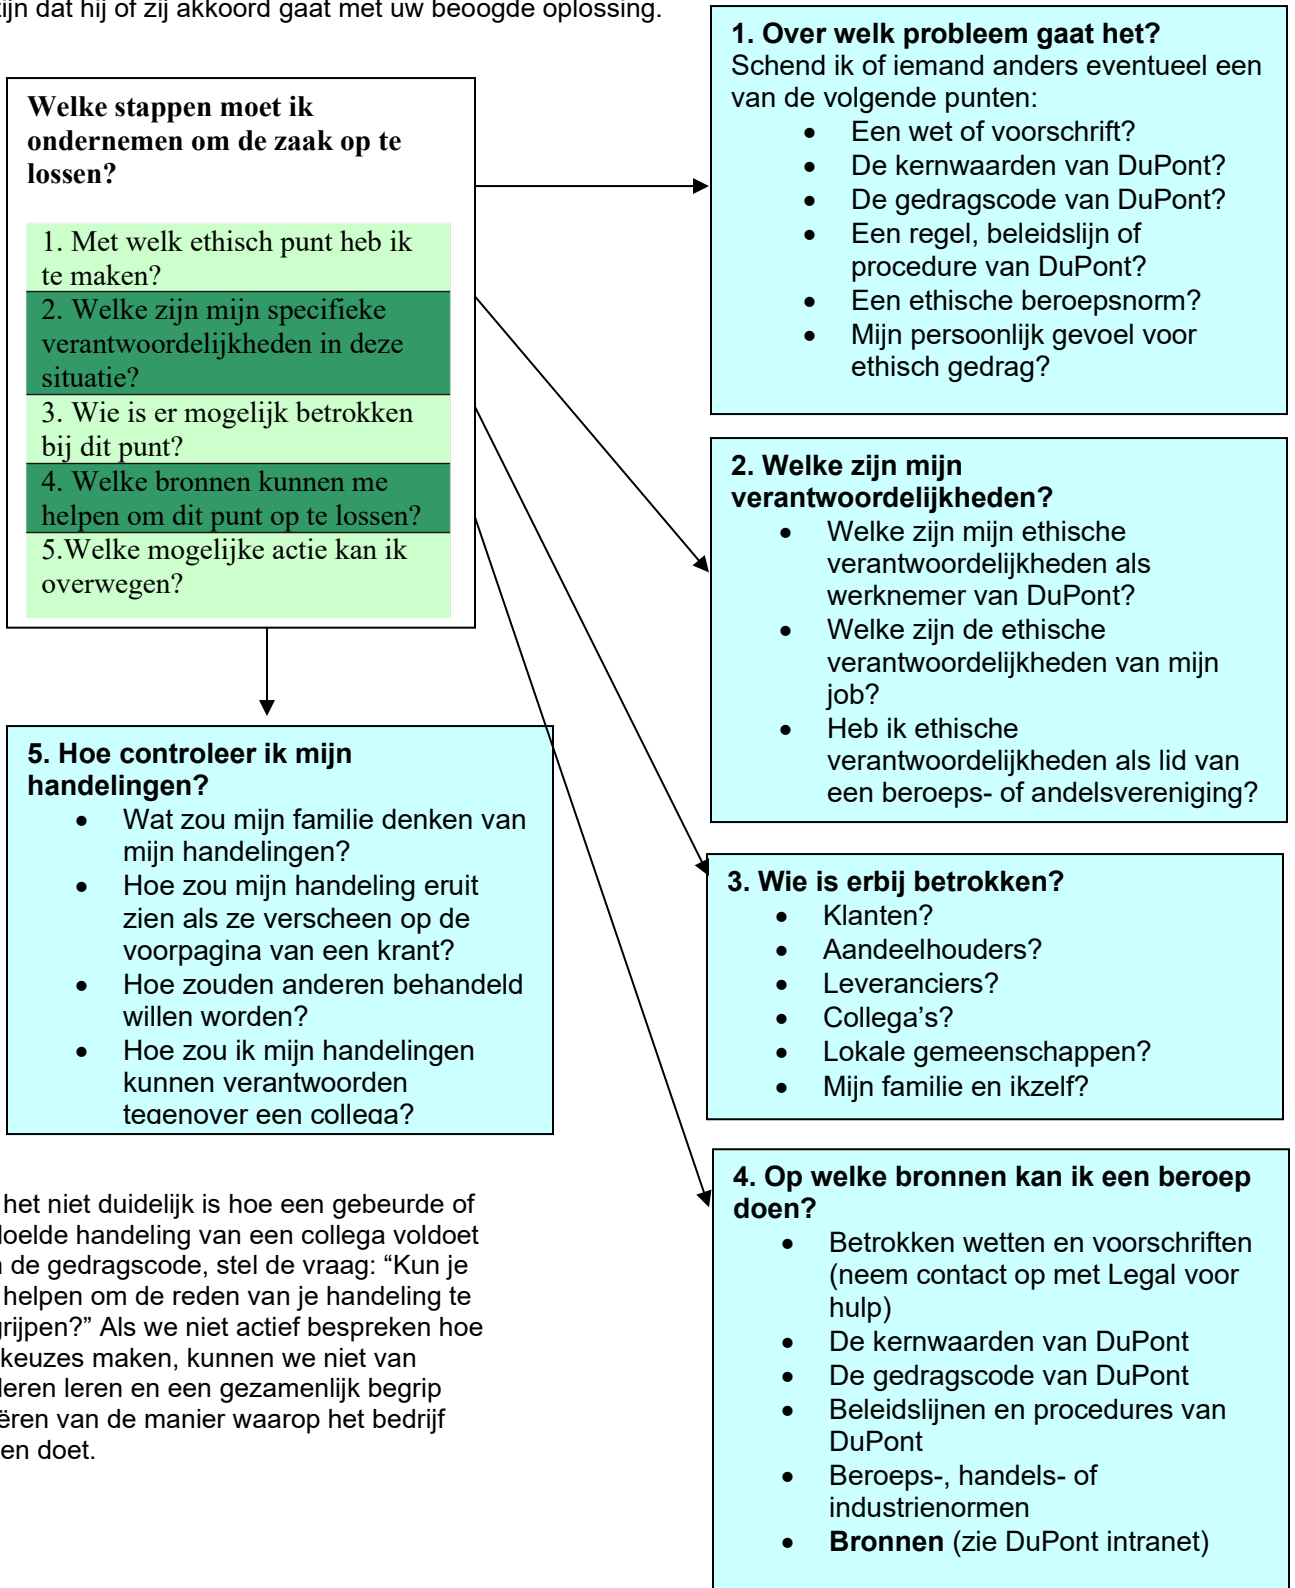 zijn dat hij of zij akkoord gaat met uw beoogde oplossing.
Welke stappen moet ik
ondernemen om de zaak op te
lossen?
1. Met welk ethisch punt heb ik
te maken?
2. Welke zijn mijn specifieke
verantwoordelijkheden in deze
situatie?
3. Wie is er mogelijk betrokken
bij dit punt?
4. Welke bronnen kunnen me
helpen om dit punt op te lossen?
5.Welke mogelijke actie kan ik
overwegen?
1. Over welk probleem gaat het?
Schend ik of iemand anders eventueel een
van de volgende punten:
• Een wet of voorschrift?
• De kernwaarden van DuPont?
• De gedragscode van DuPont?
• Een regel, beleidslijn of
procedure van DuPont?
• Een ethische beroepsnorm?
• Mijn persoonlijk gevoel voor
ethisch gedrag?
2. Welke zijn mijn
verantwoordelijkheden?
• Welke zijn mijn ethische
verantwoordelijkheden als
werknemer van DuPont?
• Welke zijn de ethische
verantwoordelijkheden van mijn
job?
• Heb ik ethische
verantwoordelijkheden als lid van
een beroeps- of andelsvereniging?
3. Wie is erbij betrokken?
• Klanten?
• Aandeelhouders?
• Leveranciers?
• Collega’s?
• Lokale gemeenschappen?
• Mijn familie en ikzelf?
4. Op welke bronnen kan ik een beroep
doen?
• Betrokken wetten en voorschriften
(neem contact op met Legal voor
hulp)
• De kernwaarden van DuPont
• De gedragscode van DuPont
• Beleidslijnen en procedures van
DuPont
• Beroeps-, handels- of
industrienormen
• Bronnen (zie DuPont intranet)
5. Hoe controleer ik mijn
handelingen?
• Wat zou mijn familie denken van
mijn handelingen?
• Hoe zou mijn handeling eruit
zien als ze verscheen op de
voorpagina van een krant?
• Hoe zouden anderen behandeld
willen worden?
• Hoe zou ik mijn handelingen
kunnen verantwoorden
tegenover een collega?
het niet duidelijk is hoe een gebeurde of
doelde handeling van een collega voldoet
de gedragscode, stel de vraag: “Kun je
helpen om de reden van je handeling te
grijpen?” Als we niet actief bespreken hoe
keuzes maken, kunnen we niet van
deren leren en een gezamenlijk begrip
ëren van de manier waarop het bedrijf
en doet.